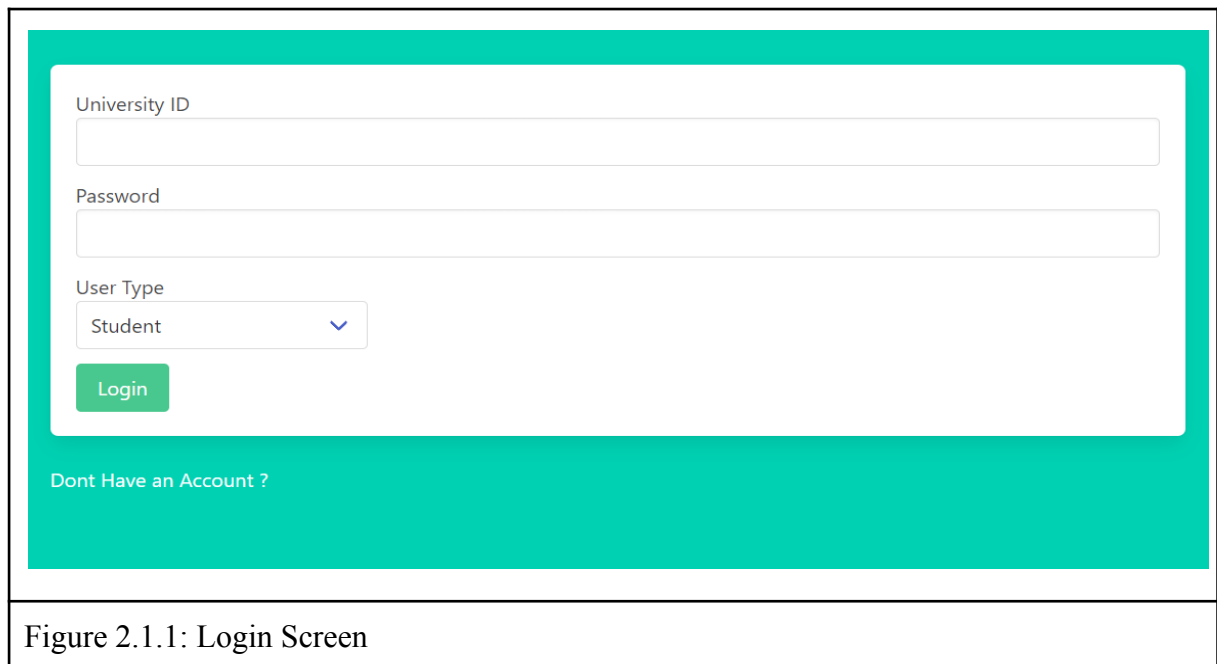 University ID
Password
User Type
Student
Login
Dont Have an Account ?
Figure 2.1.1: Login Screen